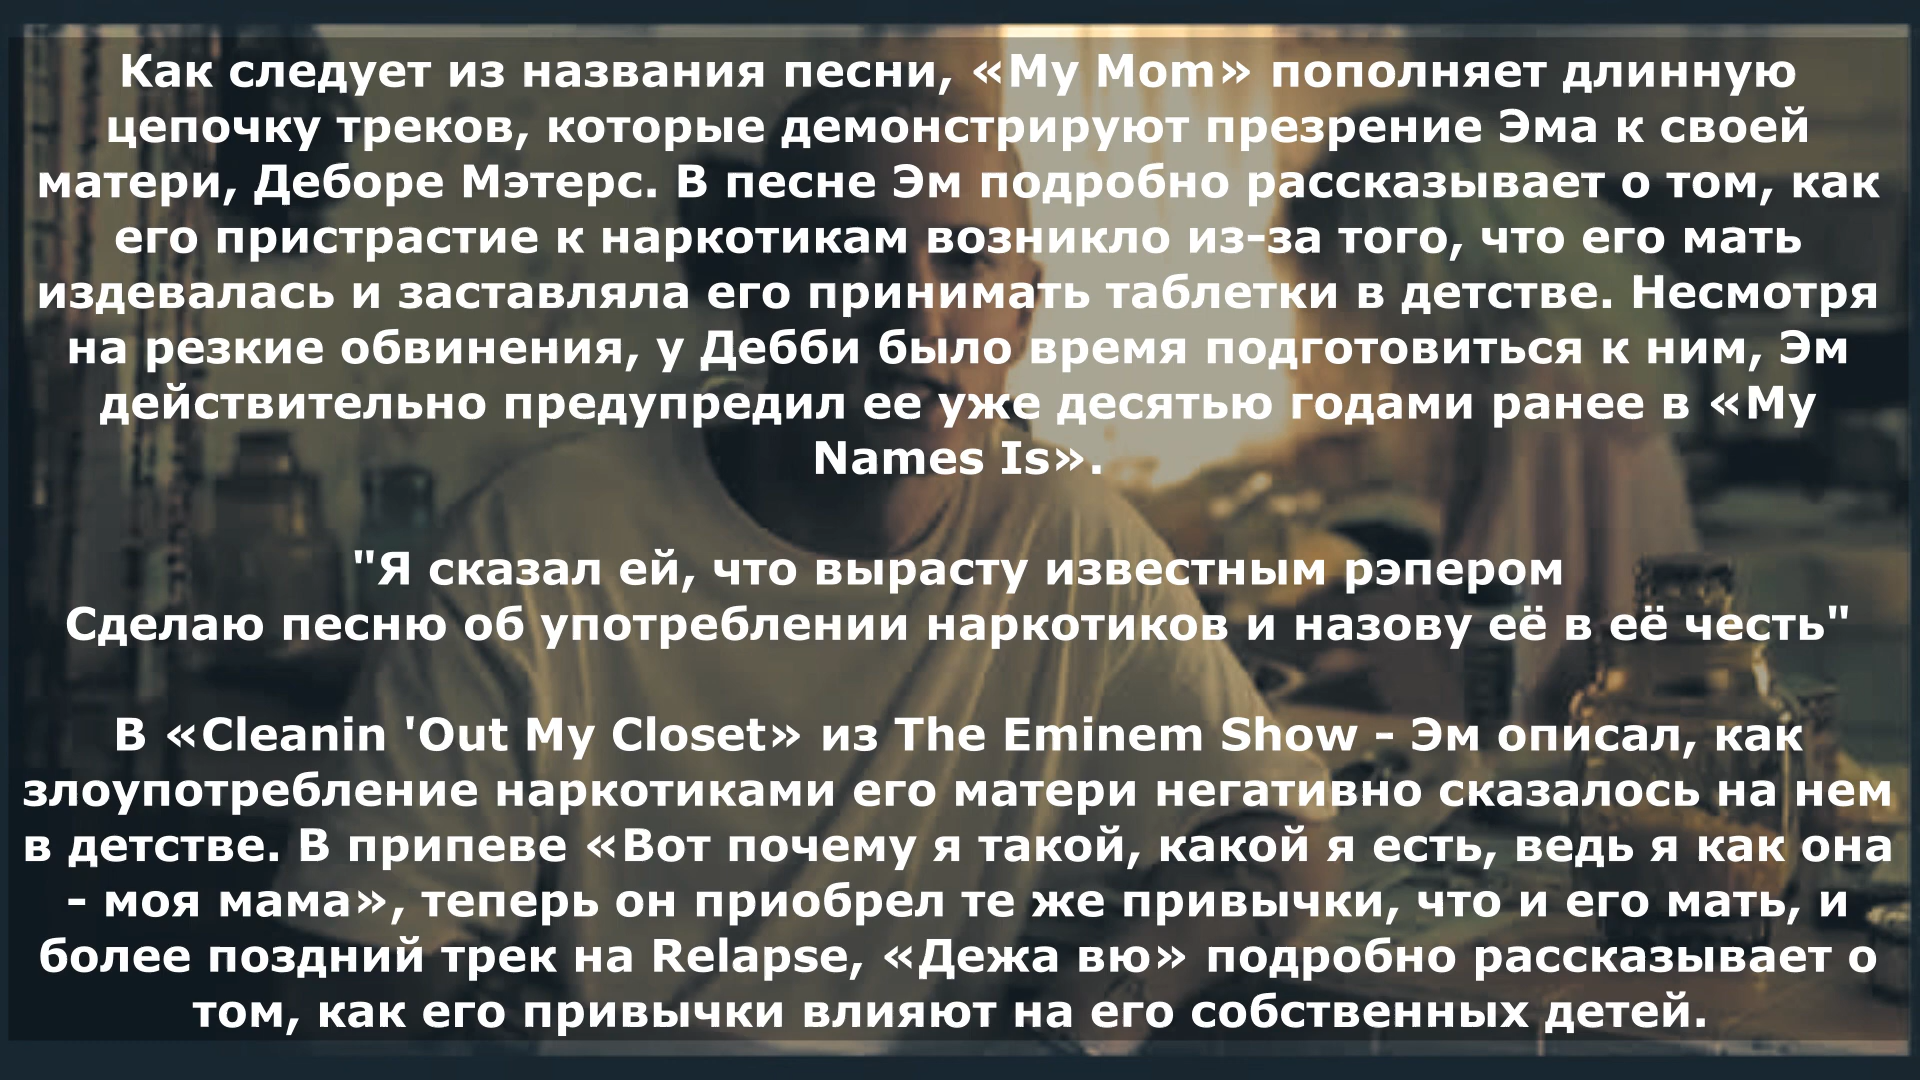 Как следует из названия песни, «My Mom» пополняет длинную
цепочку треков, которые демонстрируют презрение Эма к своей
матери, Деборе Мэтерс. В песне Эм подробно рассказывает о том, как
его пристрастие к наркотикам возникло из-за того, что его мать
издевалась и заставляла его принимать таблетки в детстве. Несмотря
на резкие обвинения, у Дебби было время подготовиться к ним, Эм
действительно предупредил ее уже десятью годами ранее в «My
Names Is».
"Я сказал ей, что вырасту известным рэпером
Сделаю песню об употреблении наркотиков и назову её в её честь"
В «Cleanin 'Out My Closet» из The Eminem Show - Эм описал, как
злоупотребление наркотиками его матери негативно сказалось на нем
в детстве. В припеве «Вот почему я такой, какой я есть, ведь я как она
- моя мама», теперь он приобрел те же привычки, что и его мать, и
более поздний трек на Relapse, «Дежа вю» подробно рассказывает о
том, как его привычки влияют на его собственных детей.